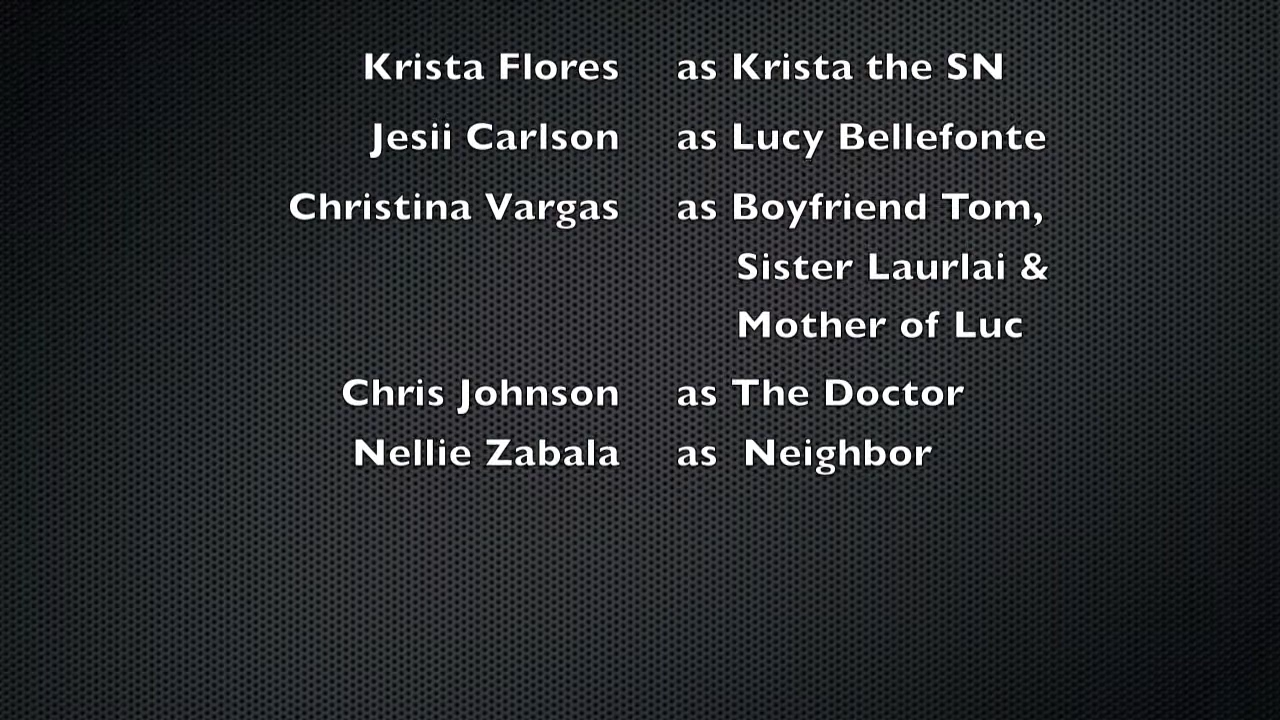 Krista Flores as Krista the SN
Jesii Carlson as Lucy Bellefonte
Christina Vargas as Boyfriend Tom,
Sister Laurlai &
Mother of Luc
Chris Johnson as The Doctor
Nellie Zabala as Neighbor